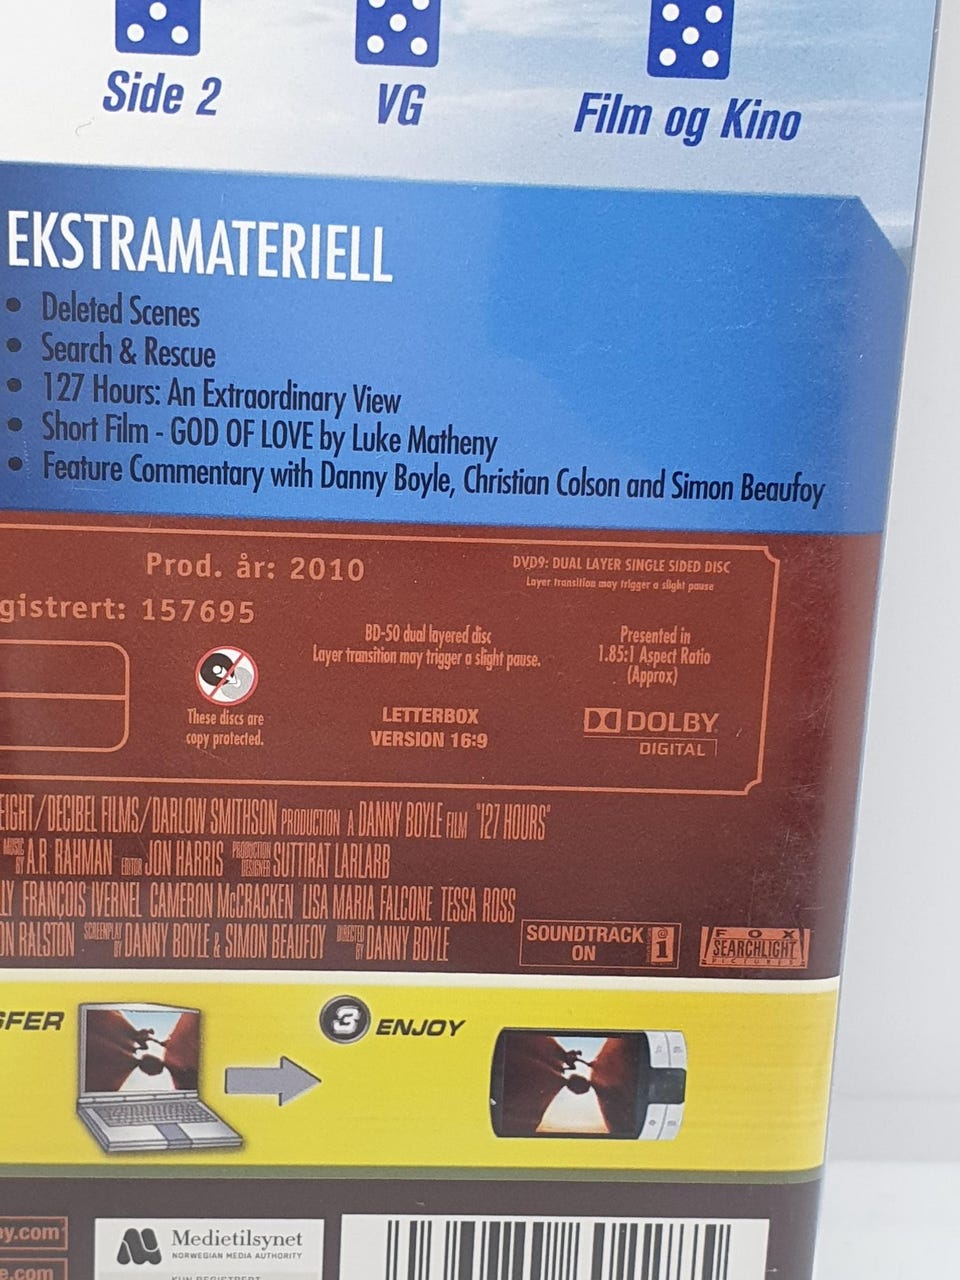 Side 2
VG
Film og Kino
EKSTRAMATERIELL
• Deleted Scenes
• Search & Rescue
• 127 Hours: An Extraordinary View
• Short Film - GOD OF LOVE by Luke Matheny
• Feature Commentary with Danny Boyle, Christian Colson and Simon Beaufoy
Prod. år: 2010
DVD9: DUAL LAYER SINGLE SIDED DISC
Layer transition may trigger a slight pause
gistrert: 157695
These discs are
copy protected.
BD-50 dual layered disc
Layer transition may trigger a slight pause.
LETTERBOX
VERSION 16:9
Presented in
1.85:1 Aspect Ratio
(Approx)
DOLBY
DIGITAL
EIGHT/DECIBEL FILMS/DARLOW SMITHSON PRODUCTION A DANNY BOYLE FILM "127 HOURS"
MUSIC BY A.R. RAHMAN EDITOR JON HARRIS PRODUCTION DESIGNER SUTTIRAT LARLARB
LLY FRANÇOIS IVERNEL CAMERON McCRACKEN LISA MARIA FALCONE TESSA ROSS
ON RALSTON SCREENPLAY BY DANNY BOYLE & SIMON BEAUFOY DIRECTED BY DANNY BOYLE
SOUNDTRACK
ON
FOX
SEARCHLIGHT
PICTURES
SFER
3 ENJOY
ay.com
e.com
Medietilsynet
NORWEGIAN MEDIA AUTHORITY
KUN REGISTRERT